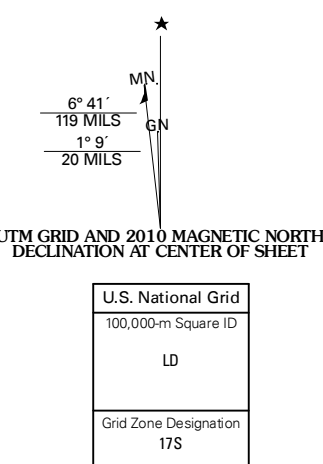 ★
MN
6° 41´
119 MILS
GN
1° 9´
20 MILS
UTM GRID AND 2010 MAGNETIC NORTH
DECLINATION AT CENTER OF SHEET
U.S. National Grid
100,000-m Square ID
LD
Grid Zone Designation
17S